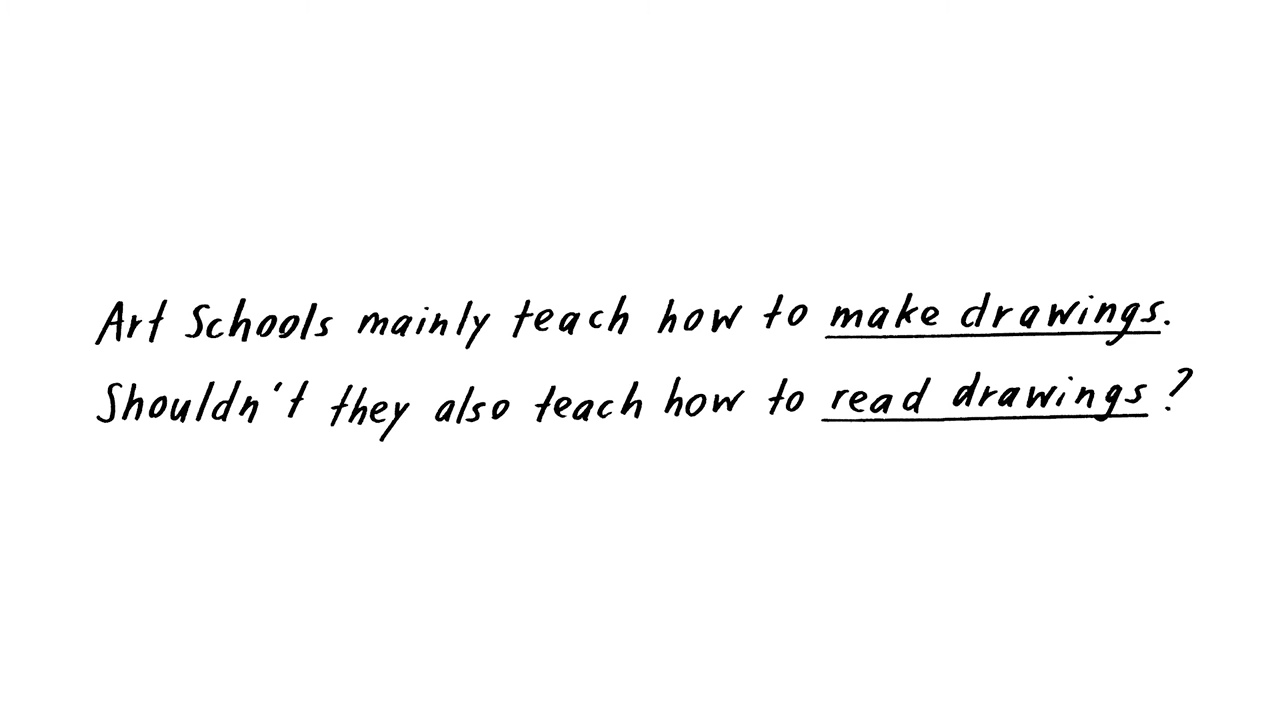 Art Schools mainly teach how to make drawings.
Shouldn't they also teach how to read drawings?